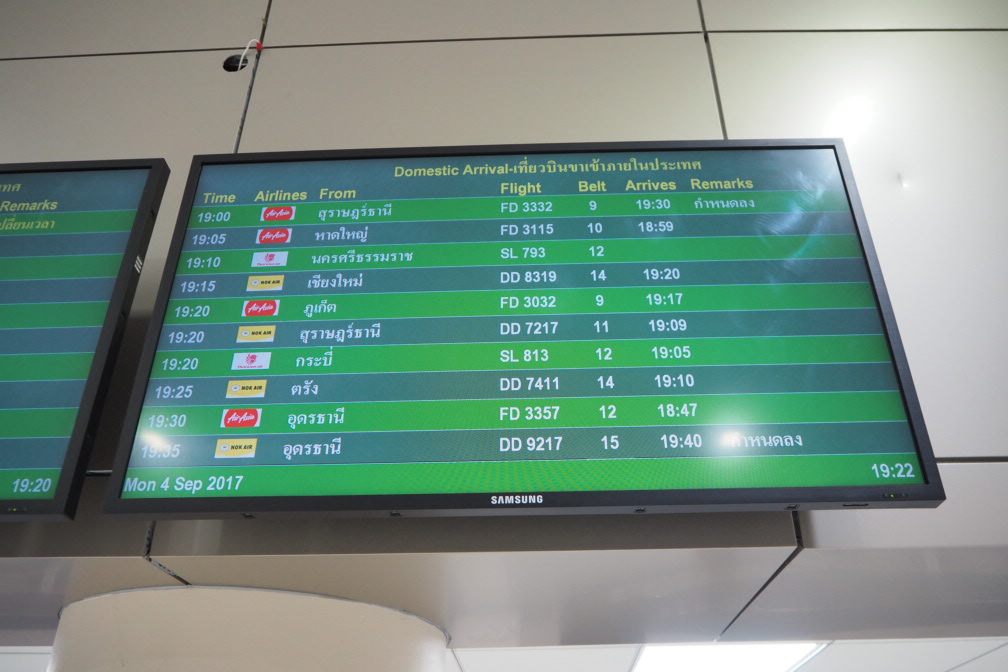 Domestic Arrival-เที่ยวบินขาเข้าภายในประเทศ
Time Airlines From Flight Belt Arrives Remarks
19:00 AirAsia สุราษฎร์ธานี FD 3332 9 19:30 กำหนดลง
19:05 AirAsia หาดใหญ่ FD 3115 10 18:59
19:10 นครศรีธรรมราช SL 793 12
19:15 NOK AIR เชียงใหม่ DD 8319 14 19:20
19:20 AirAsia ภูเก็ต FD 3032 9 19:17
19:20 NOK AIR สุราษฎร์ธานี DD 7217 11 19:09
19:20 กระบี่ SL 813 12 19:05
19:25 NOK AIR ตรัง DD 7411 14 19:10
19:30 AirAsia อุดรธานี FD 3357 12 18:47
19:35 NOK AIR อุดรธานี DD 9217 15 19:40 กำหนดลง
Mon 4 Sep 2017 19:22
SAMSUNG
Remarks
19:20